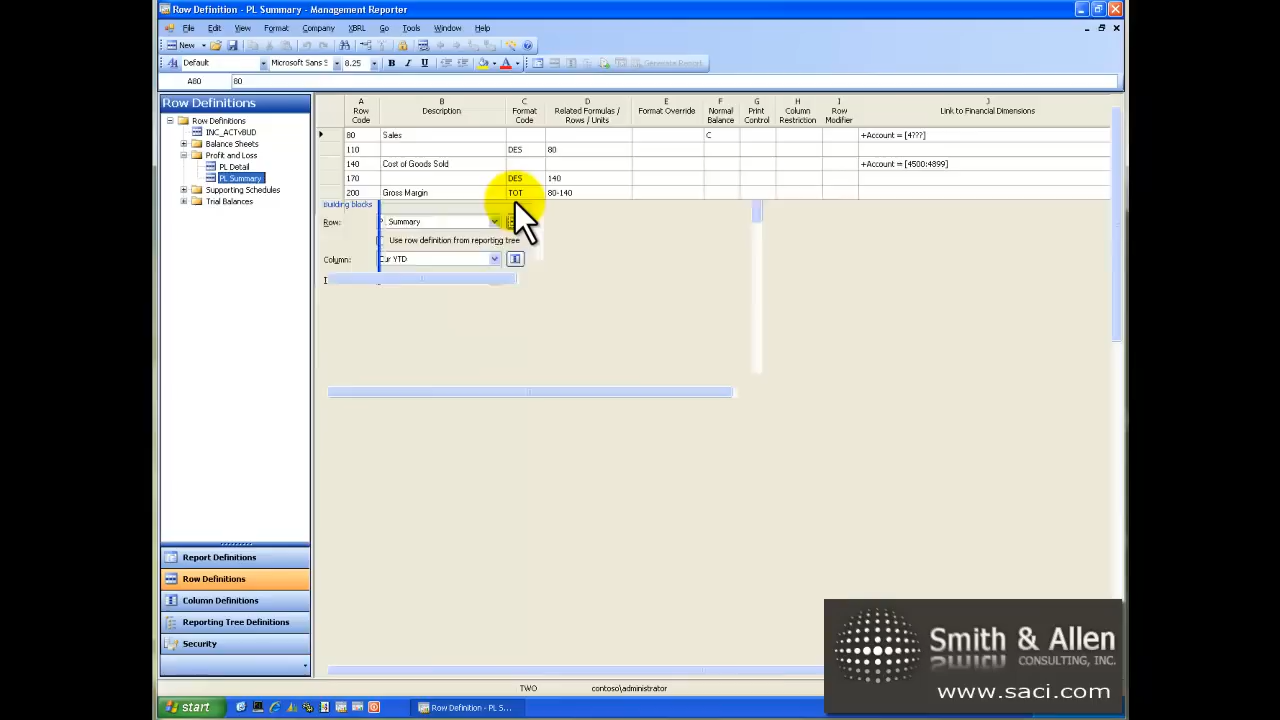 Row Definition - PL Summary - Management Reporter
File Edit View Format Company XBRL Go Tools Window Help
New
Default Microsoft Sans S 8.25 B I U A Generate Report
A80 80
Row Definitions
Row Definitions
INC_ACTvBUD
Balance Sheets
Profit and Loss
PL Detail
PL Summary
Supporting Schedules
Trial Balances
A B C D E F G H I J
Row Code Description Format Code Related Formulas / Rows / Units Format Override Normal Balance Print Control Column Restriction Row Modifier Link to Financial Dimensions
80 Sales C +Account = [4???]
110 DES 80
140 Cost of Goods Sold +Account = [4500:4899]
170 DES 140
200 Gross Margin TOT 80-140
Building blocks
Row: Summary
Use row definition from reporting tree
Column: Cur YTD
Report Definitions
Row Definitions
Column Definitions
Reporting Tree Definitions
Security
TWO contoso\administrator
start Row Definition - PL S...
Smith & Allen
CONSULTING, INC.
www.saci.com